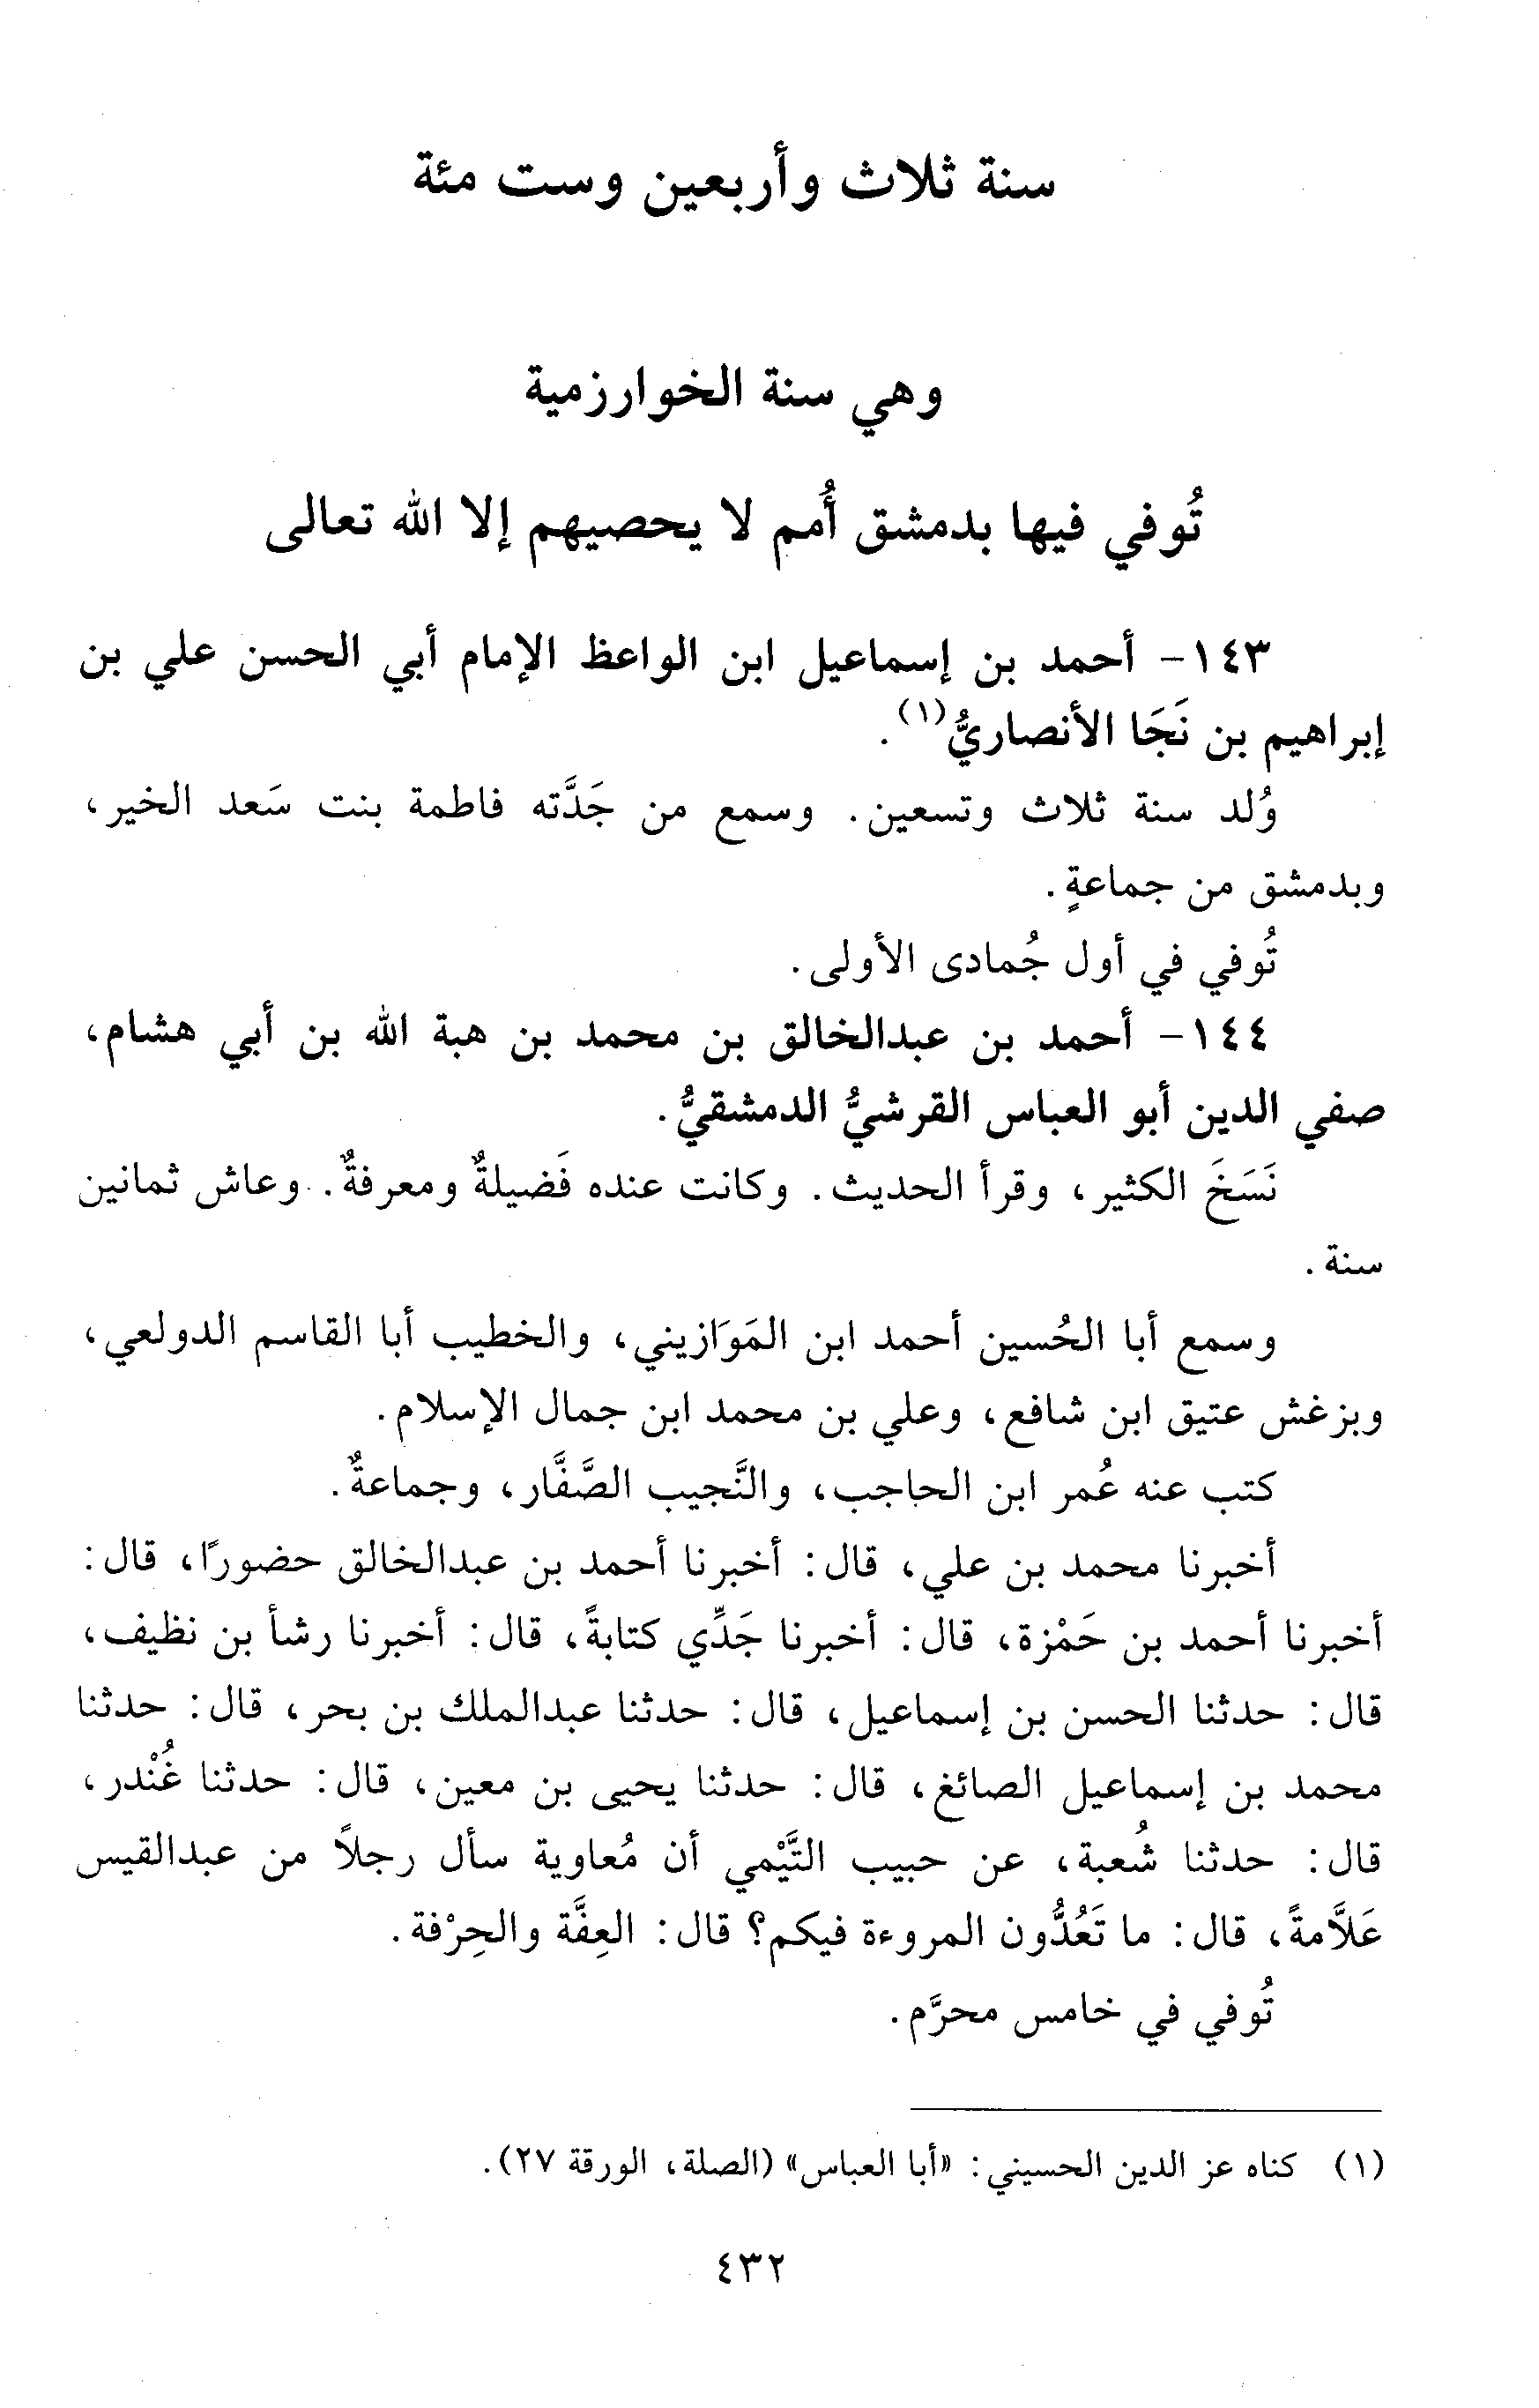 سنة ثلاث وأربعين وست مئة
وهي سنة الخوارزمية
تُوفي فيها بدمشق أُمم لا يحصيهم إلا الله تعالى
١٤٣- أحمد بن إسماعيل ابن الواعظ الإمام أبي الحسن علي بن
إبراهيم بن نَجَا الأنصاريُّ(١).
وُلد سنة ثلاث وتسعين. وسمع من جَدَّته فاطمة بنت سَعد الخير،
وبدمشق من جماعةٍ.
تُوفي في أول جُمادى الأولى.
١٤٤- أحمد بن عبدالخالق بن محمد بن هبة الله بن أبي هشام،
صفي الدين أبو العباس القرشيُّ الدمشقيُّ.
نَسَخَ الكثير، وقرأ الحديث. وكانت عنده فَضيلةٌ ومعرفةٌ. وعاش ثمانين
سنة.
وسمع أبا الحُسين أحمد ابن المَوَازيني، والخطيب أبا القاسم الدولعي،
وبزغش عتيق ابن شافع، وعلي بن محمد ابن جمال الإسلام.
كتب عنه عُمر ابن الحاجب، والنَّجيب الصَّفَّار، وجماعةٌ.
أخبرنا محمد بن علي، قال: أخبرنا أحمد بن عبدالخالق حضورًا، قال:
أخبرنا أحمد بن حَمْزة، قال: أخبرنا جَدِّي كتابةً، قال: أخبرنا رشأ بن نظيف،
قال: حدثنا الحسن بن إسماعيل، قال: حدثنا عبدالملك بن بحر، قال: حدثنا
محمد بن إسماعيل الصائغ، قال: حدثنا يحيى بن معين، قال: حدثنا غُنْدر،
قال: حدثنا شُعبة، عن حبيب التَّيْمي أن مُعاوية سأل رجلاً من عبدالقيس
عَلاَّمةً، قال: ما تَعُدُّون المروءة فيكم؟ قال: العِفَّة والحِرْفة.
تُوفي في خامس محرَّم.
(١) كناه عز الدين الحسيني: «أبا العباس» (الصلة، الورقة ٢٧).
٤٣٢